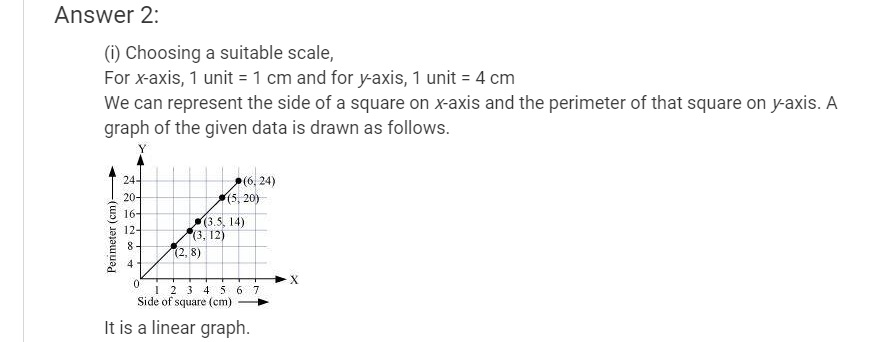 Answer 2:
(i) Choosing a suitable scale,
For x-axis, 1 unit = 1 cm and for y-axis, 1 unit = 4 cm
We can represent the side of a square on x-axis and the perimeter of that square on y-axis. A
graph of the given data is drawn as follows.
Y
24
(6, 24)
20
(5, 20)
16
(3.5, 14)
12
(3, 12)
8
(2, 8)
4
Perimeter (cm)
X
0
1 2 3 4 5 6 7
Side of square (cm)
It is a linear graph.